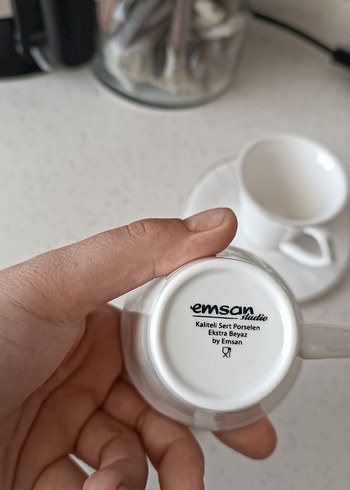 emsan
studio
Kaliteli Sert Porselen
Ekstra Beyaz
by Emsan